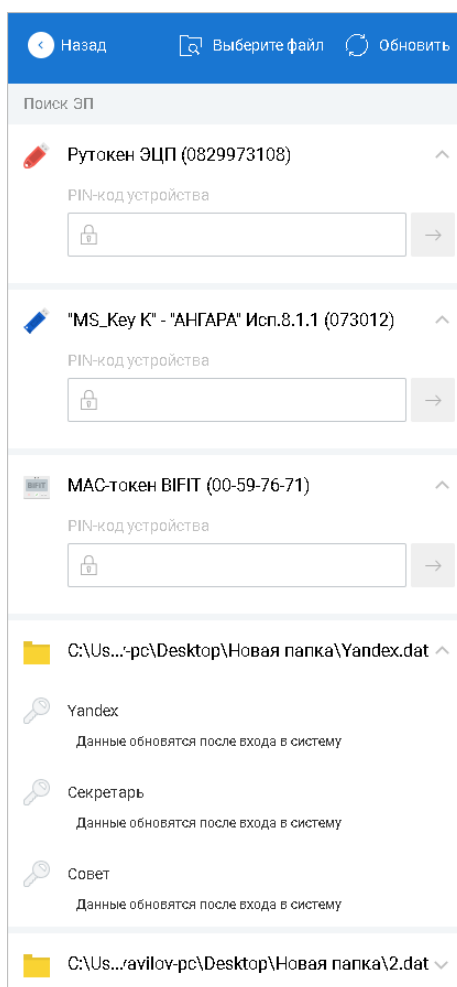 Назад Выберите файл Обновить
Поиск ЭП
Рутокен ЭЦП (0829973108)
PIN-код устройства
"MS_Key K" - "АНГАРА" Исп.8.1.1 (073012)
PIN-код устройства
BIFIT МАС-токен BIFIT (00-59-76-71)
PIN-код устройства
C:\Us...-pc\Desktop\Новая папка\Yandex.dat
Yandex
Данные обновятся после входа в систему
Секретарь
Данные обновятся после входа в систему
Совет
Данные обновятся после входа в систему
C:\Us...avilov-pc\Desktop\Новая папка\2.dat